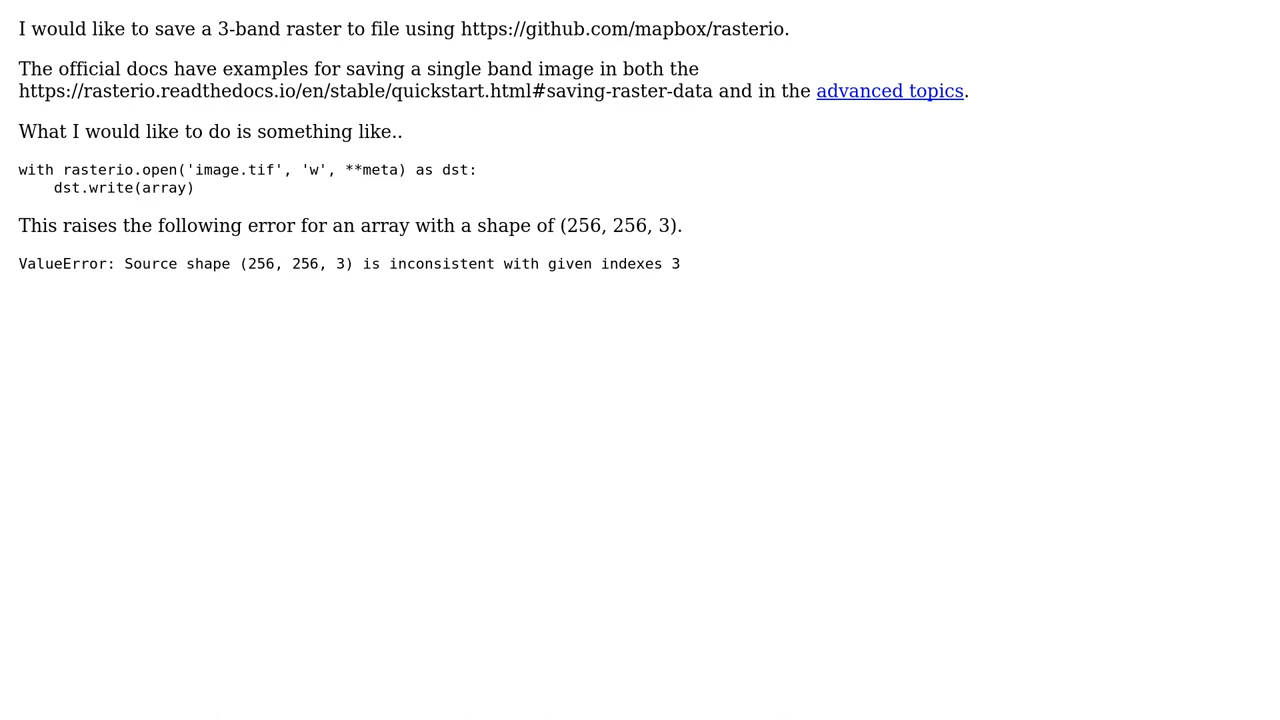 I would like to save a 3-band raster to file using https://github.com/mapbox/rasterio.
The official docs have examples for saving a single band image in both the
https://rasterio.readthedocs.io/en/stable/quickstart.html#saving-raster-data and in the advanced topics.
What I would like to do is something like..
with rasterio.open('image.tif', 'w', **meta) as dst:
    dst.write(array)
This raises the following error for an array with a shape of (256, 256, 3).
ValueError: Source shape (256, 256, 3) is inconsistent with given indexes 3